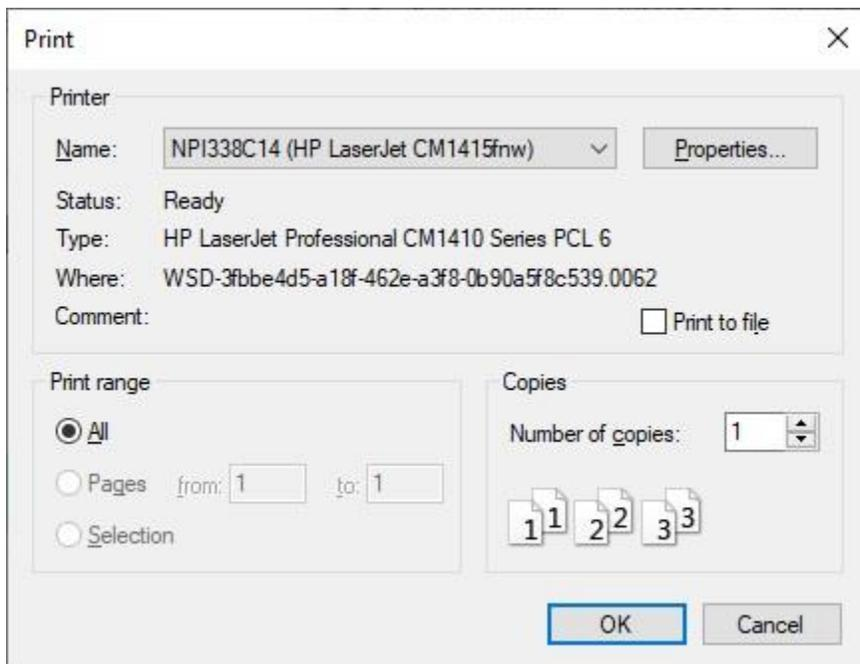 Print
Printer
Name: NPI338C14 (HP LaserJet CM1415fnw) Properties...
Status: Ready
Type: HP LaserJet Professional CM1410 Series PCL 6
Where: WSD-3fbbe4d5-a18f-462e-a3f8-0b90a5f8c539.0062
Comment: Print to file
Print range
All
Pages from: 1 to: 1
Selection
Copies
Number of copies: 1
1 1 2 2 3 3
OK Cancel